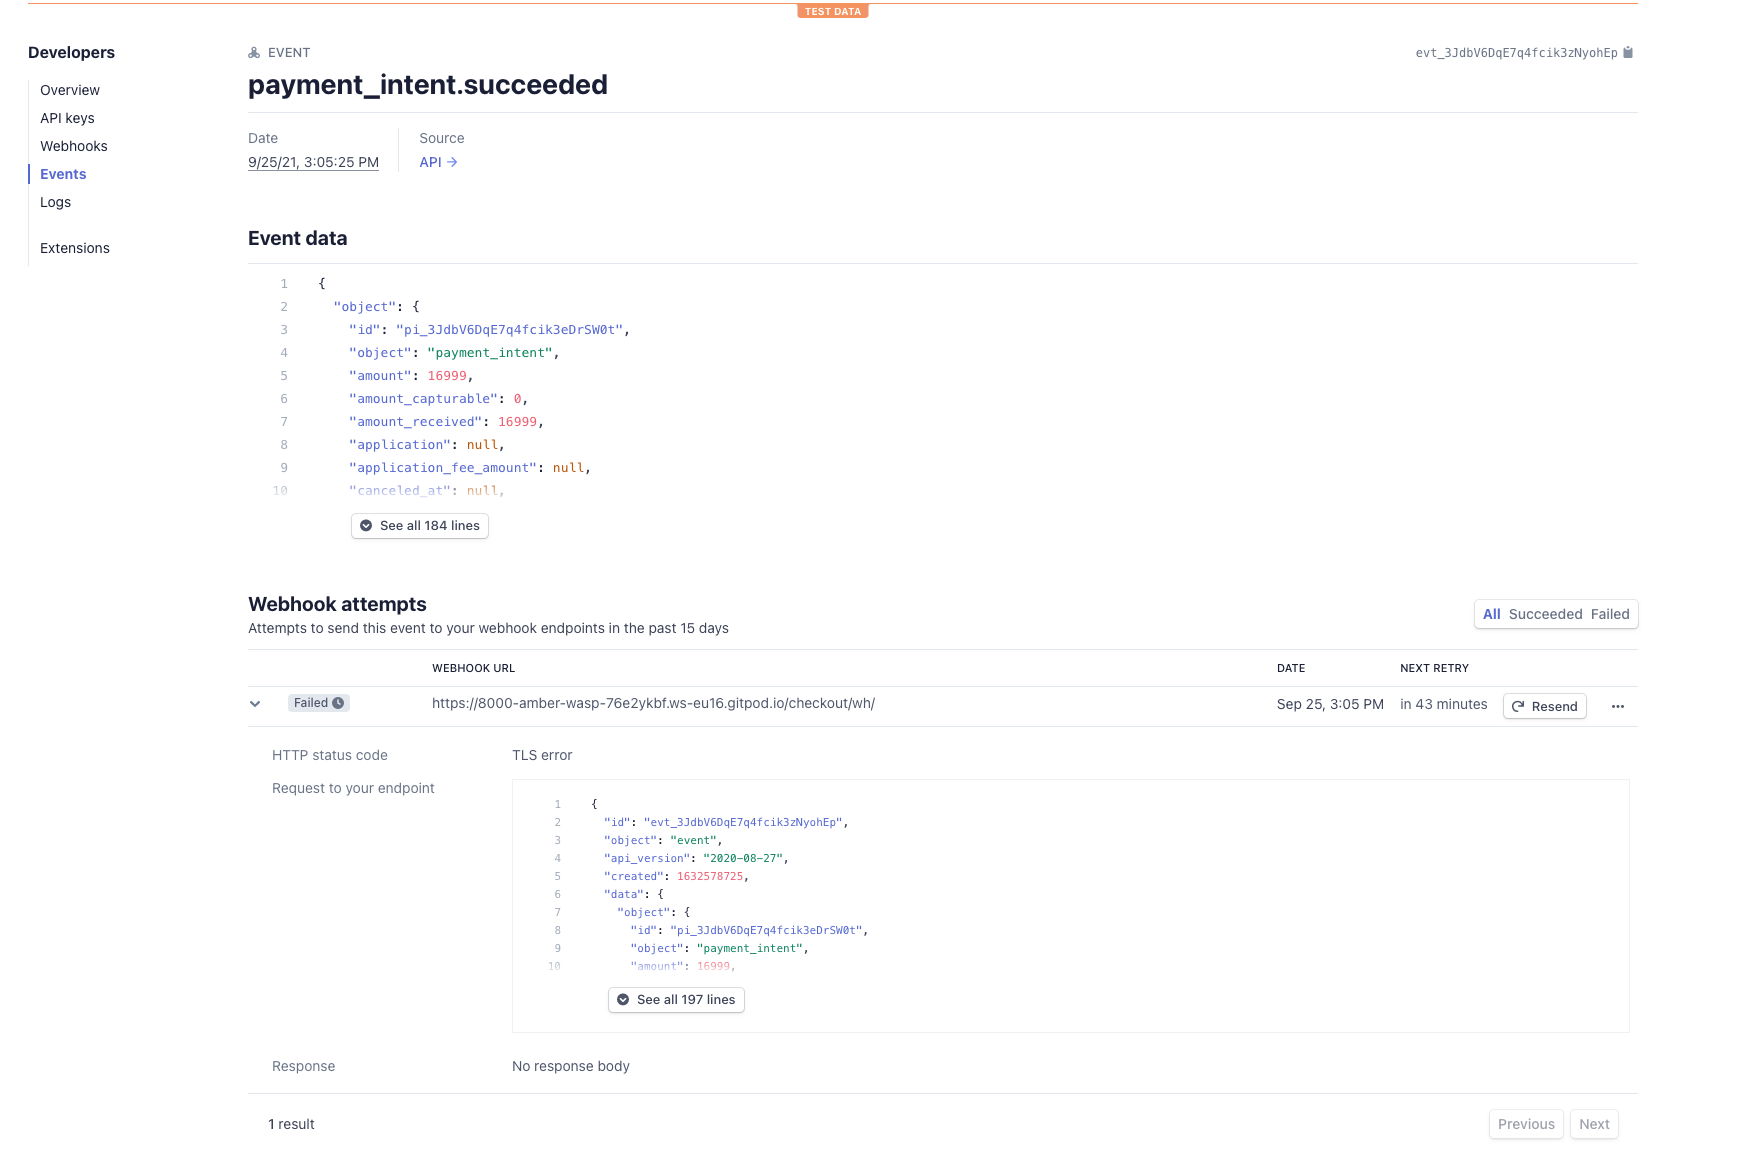 TEST DATA
Developers
Overview
API keys
Webhooks
Events
Logs
Extensions
EVENT
evt_3JdbV6DqE7q4fcik3zNyohEp
payment_intent.succeeded
Date
9/25/21, 3:05:25 PM
Source
API →
Event data
1 {
2 "object": {
3 "id": "pi_3JdbV6DqE7q4fcik3eDrSW0t",
4 "object": "payment_intent",
5 "amount": 16999,
6 "amount_capturable": 0,
7 "amount_received": 16999,
8 "application": null,
9 "application_fee_amount": null,
10 "canceled_at": null,
See all 184 lines
Webhook attempts
Attempts to send this event to your webhook endpoints in the past 15 days
All Succeeded Failed
WEBHOOK URL DATE NEXT RETRY
Failed https://8000-amber-wasp-76e2ykbf.ws-eu16.gitpod.io/checkout/wh/ Sep 25, 3:05 PM in 43 minutes Resend ...
HTTP status code TLS error
Request to your endpoint
1 {
2 "id": "evt_3JdbV6DqE7q4fcik3zNyohEp",
3 "object": "event",
4 "api_version": "2020-08-27",
5 "created": 1632578725,
6 "data": {
7 "object": {
8 "id": "pi_3JdbV6DqE7q4fcik3eDrSW0t",
9 "object": "payment_intent",
10 "amount": 16999,
See all 197 lines
Response No response body
1 result
Previous Next